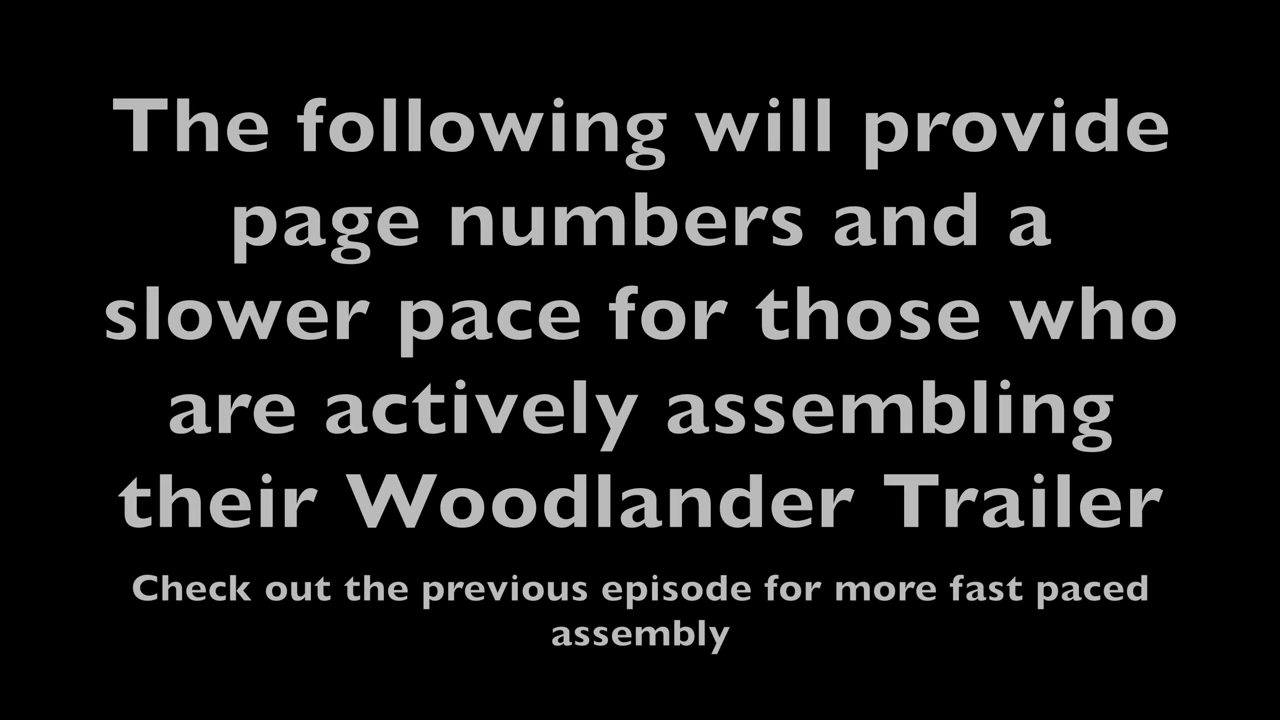 The following will provide
page numbers and a
slower pace for those who
are actively assembling
their Woodlander Trailer
Check out the previous episode for more fast paced
assembly